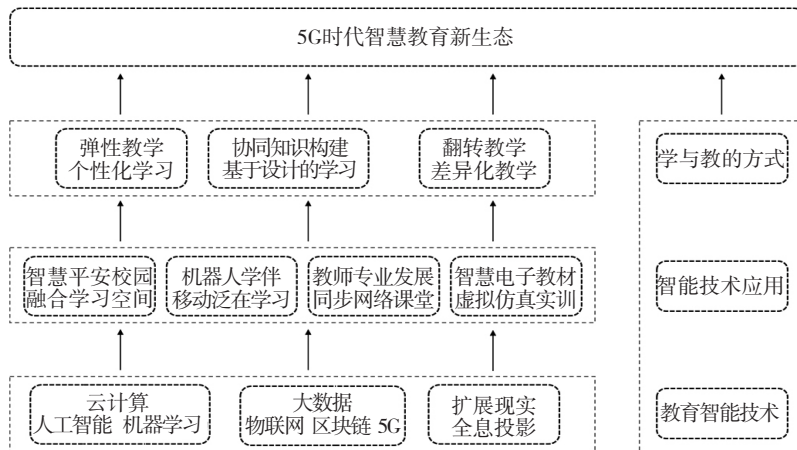 5G时代智慧教育新生态
弹性教学
个性化学习
协同知识构建
基于设计的学习
翻转教学
差异化教学
学与教的方式
智慧平安校园
融合学习空间
机器人学伴
移动泛在学习
教师专业发展
同步网络课堂
智慧电子教材
虚拟仿真实训
智能技术应用
云计算
人工智能 机器学习
大数据
物联网 区块链 5G
扩展现实
全息投影
教育智能技术